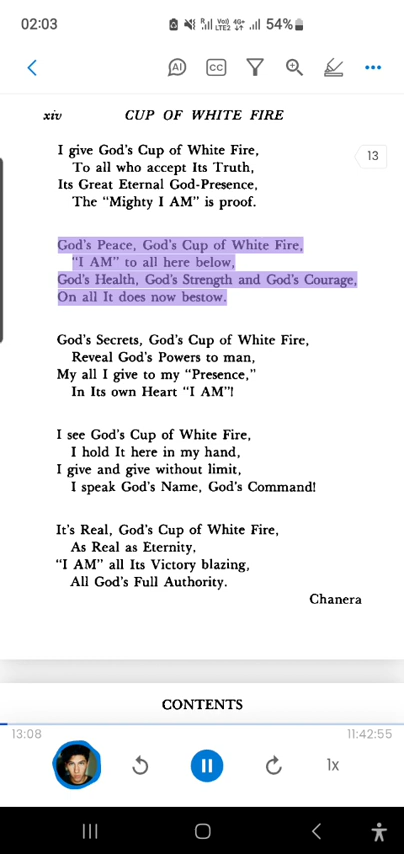 02:03
54%
AI
CC
xiv CUP OF WHITE FIRE
13
I give God's Cup of White Fire,
To all who accept Its Truth,
Its Great Eternal God-Presence,
The "Mighty I AM" is proof.
God's Peace, God's Cup of White Fire,
"I AM" to all here below,
God's Health, God's Strength and God's Courage,
On all It does now bestow.
God's Secrets, God's Cup of White Fire,
Reveal God's Powers to man,
My all I give to my "Presence,"
In Its own Heart "I AM"!
I see God's Cup of White Fire,
I hold It here in my hand,
I give and give without limit,
I speak God's Name, God's Command!
It's Real, God's Cup of White Fire,
As Real as Eternity,
"I AM" all Its Victory blazing,
All God's Full Authority.
Chanera
CONTENTS
13:08 11:42:55
1x